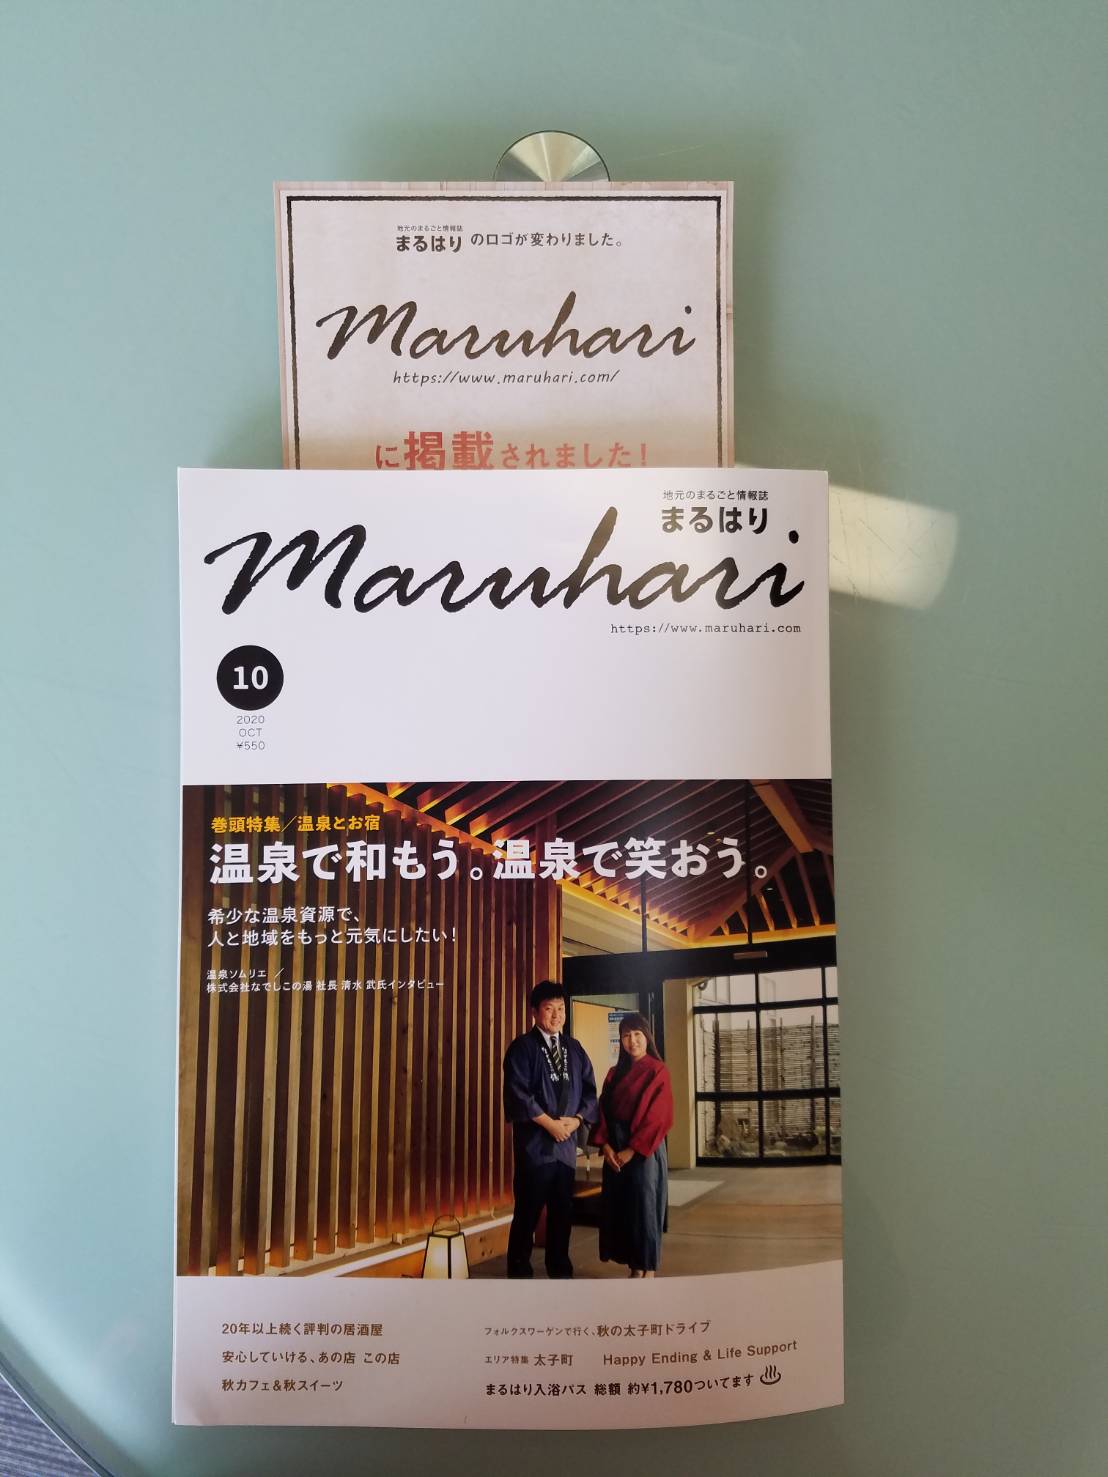 地元のまるごと情報誌
まるはり のロゴが変わりました。
Maruhari
https://www.maruhari.com/
に掲載されました!
地元のまるごと情報誌
まるはり
Maruhari
https://www.maruhari.com
10
2020
OCT
¥550
巻頭特集／温泉とお宿
温泉で和もう。温泉で笑おう。
希少な温泉資源で、
人と地域をもっと元気にしたい!
温泉ソムリエ ／
株式会社なでしこの湯 社長 清水 武氏インタビュー
20年以上続く評判の居酒屋
安心していける、あの店 この店
秋カフェ＆秋スイーツ
フォルクスワーゲンで行く、秋の太子町ドライブ
エリア特集 太子町 Happy Ending & Life Support
まるはり入浴パス 総額 約¥1,780ついてます